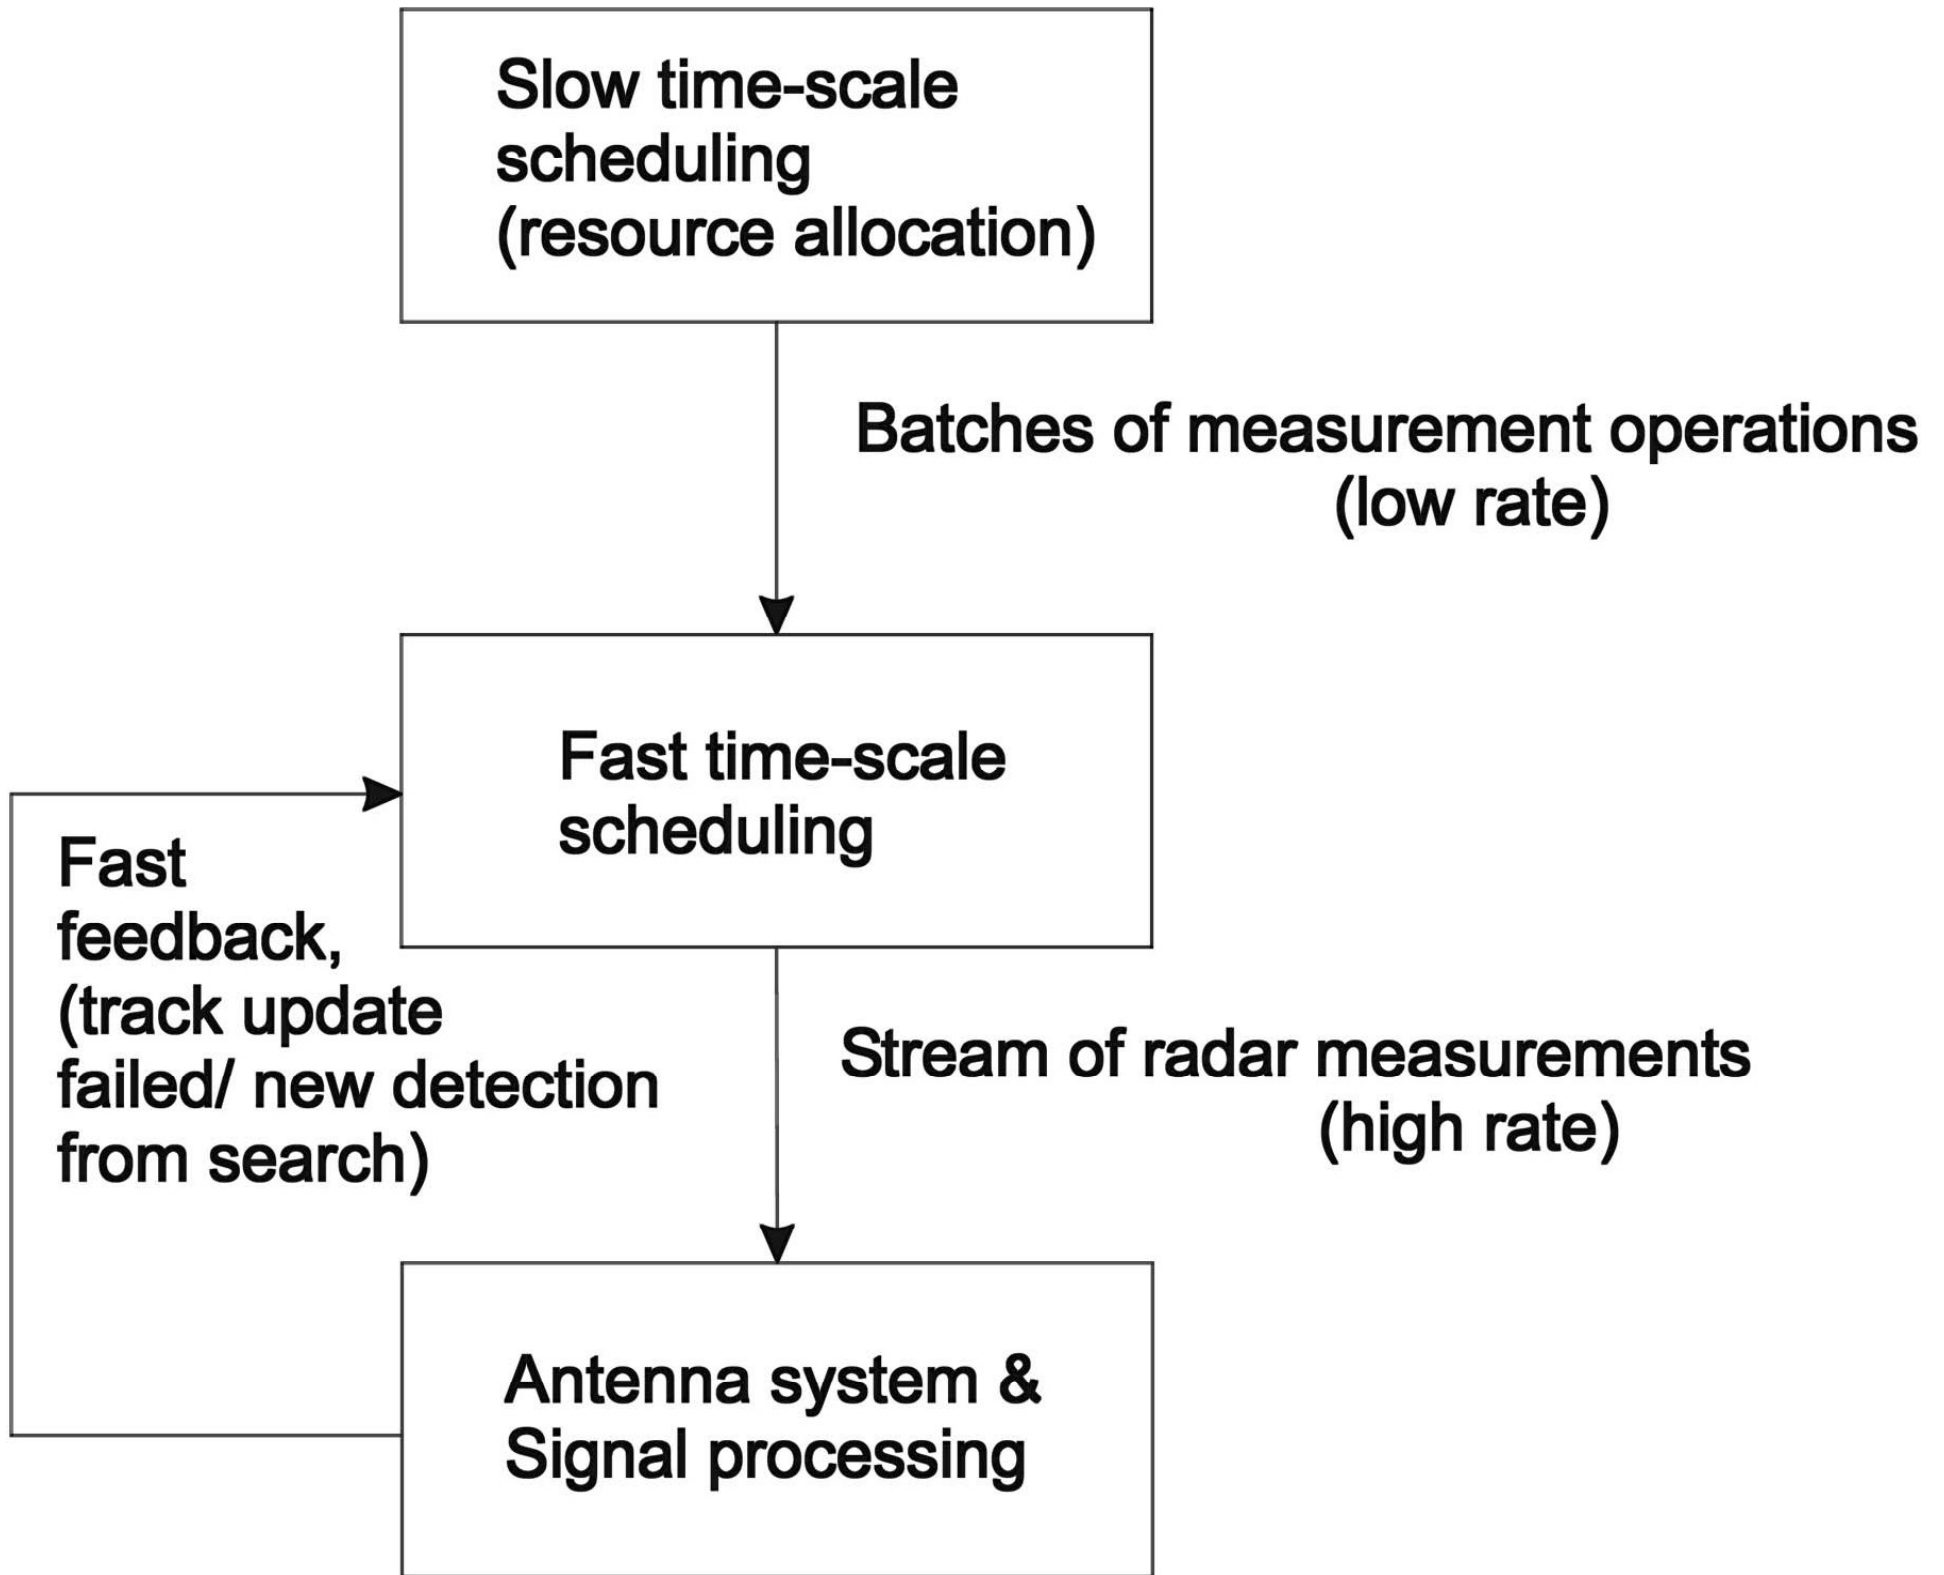 Slow time-scale
scheduling
(resource allocation)
Batches of measurement operations
(low rate)
Fast time-scale
scheduling
Fast
feedback,
(track update
failed/ new detection
from search)
Stream of radar measurements
(high rate)
Antenna system &
Signal processing